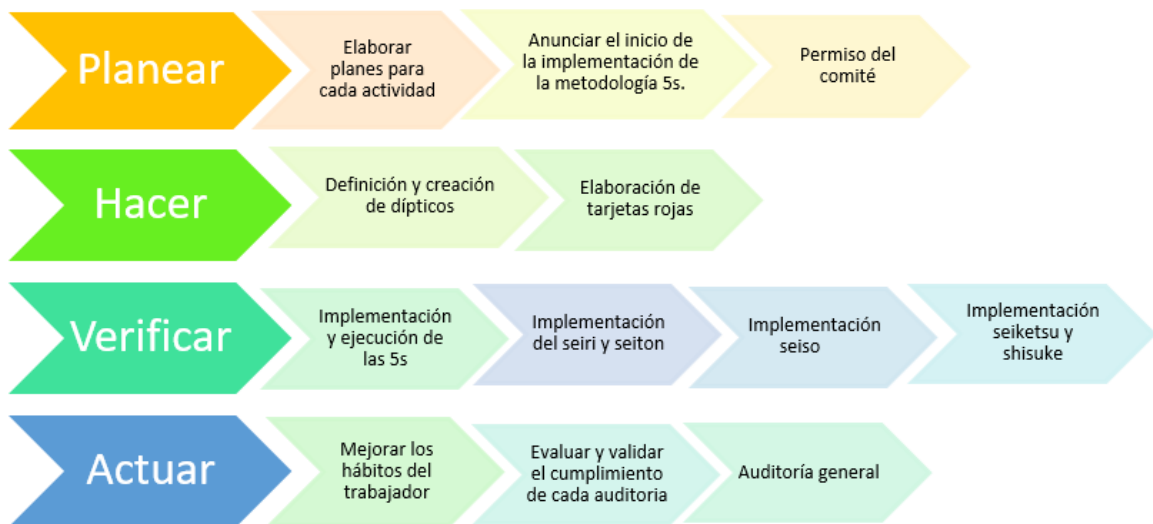 Planear
Elaborar
planes para
cada actividad
Anunciar el inicio de
la implementación de
la metodología 5s.
Permiso del
comité
Hacer
Definición y creación
de dípticos
Elaboración de
tarjetas rojas
Verificar
Implementación
y ejecución de
las 5s
Implementación
del seiri y seiton
Implementación
seiso
Implementación
seiketsu y
shisuke
Actuar
Mejorar los
hábitos del
trabajador
Evaluar y validar
el cumplimiento
de cada auditoria
Auditoría general